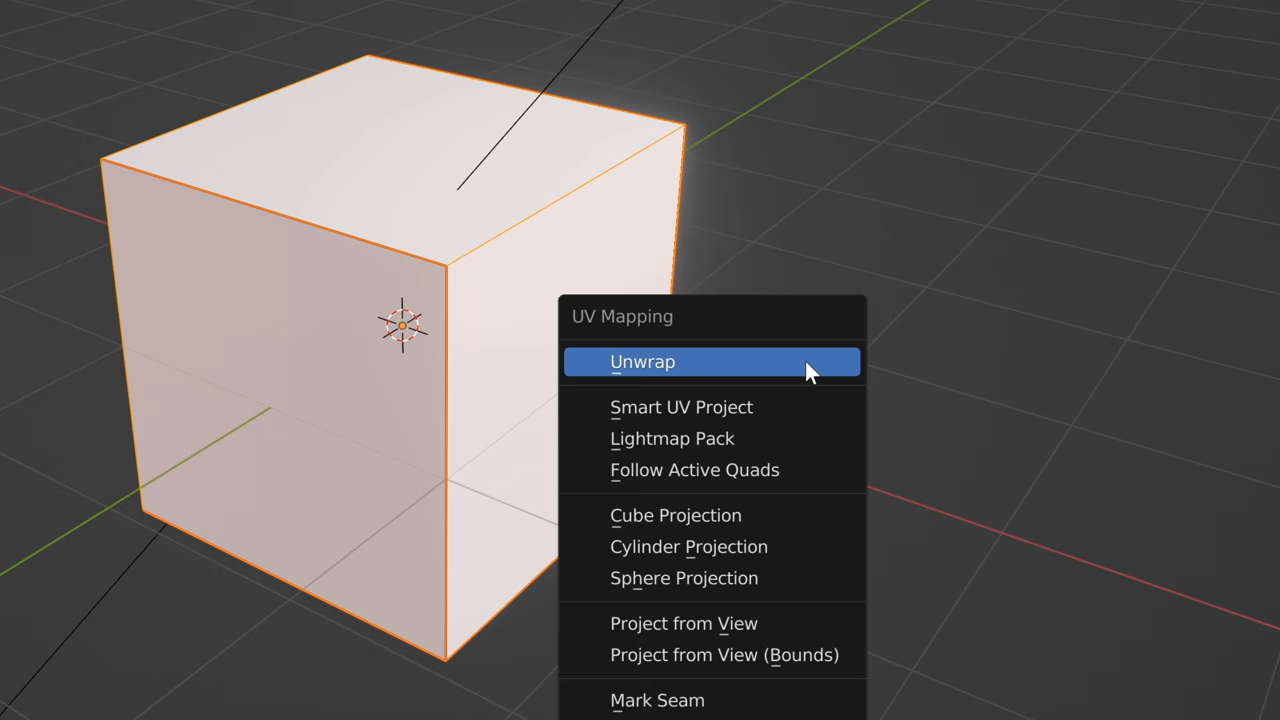 UV Mapping
Unwrap
Smart UV Project
Lightmap Pack
Follow Active Quads
Cube Projection
Cylinder Projection
Sphere Projection
Project from View
Project from View (Bounds)
Mark Seam